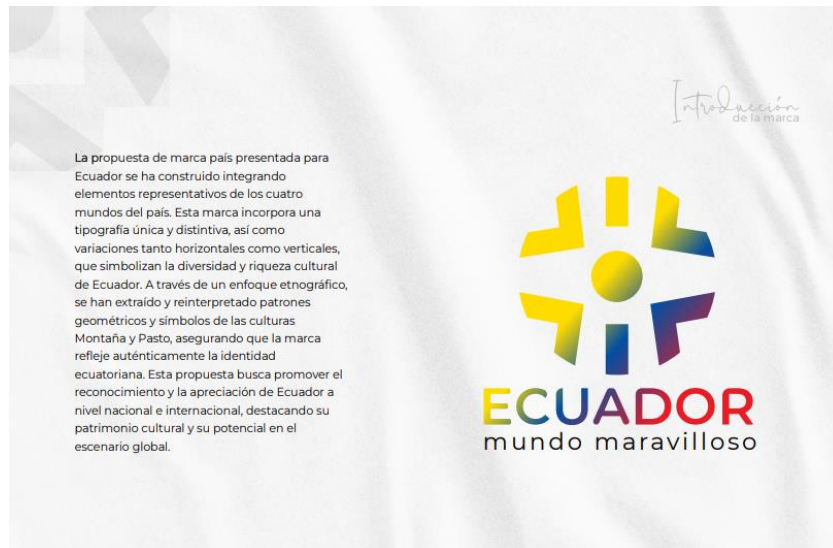 Introducción
de la marca
La propuesta de marca país presentada para
Ecuador se ha construido integrando
elementos representativos de los cuatro
mundos del país. Esta marca incorpora una
tipografía única y distintiva, así como
variaciones tanto horizontales como verticales,
que simbolizan la diversidad y riqueza cultural
de Ecuador. A través de un enfoque etnográfico,
se han extraído y reinterpretado patrones
geométricos y símbolos de las culturas
Montaña y Pasto, asegurando que la marca
refleje auténticamente la identidad
ecuatoriana. Esta propuesta busca promover el
reconocimiento y la apreciación de Ecuador a
nivel nacional e internacional, destacando su
patrimonio cultural y su potencial en el
escenario global.
ECUADOR
mundo maravilloso